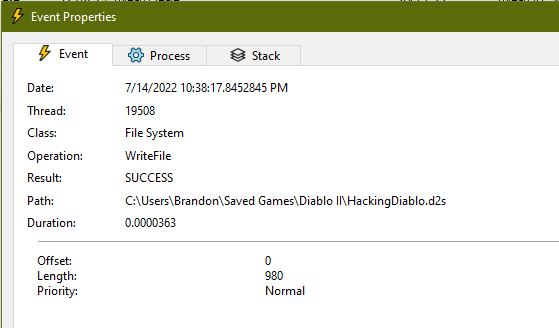 Event Properties
Event Process Stack
Date: 7/14/2022 10:38:17.8452845 PM
Thread: 19508
Class: File System
Operation: WriteFile
Result: SUCCESS
Path: C:\Users\Brandon\Saved Games\Diablo II\HackingDiablo.d2s
Duration: 0.0000363
Offset: 0
Length: 980
Priority: Normal